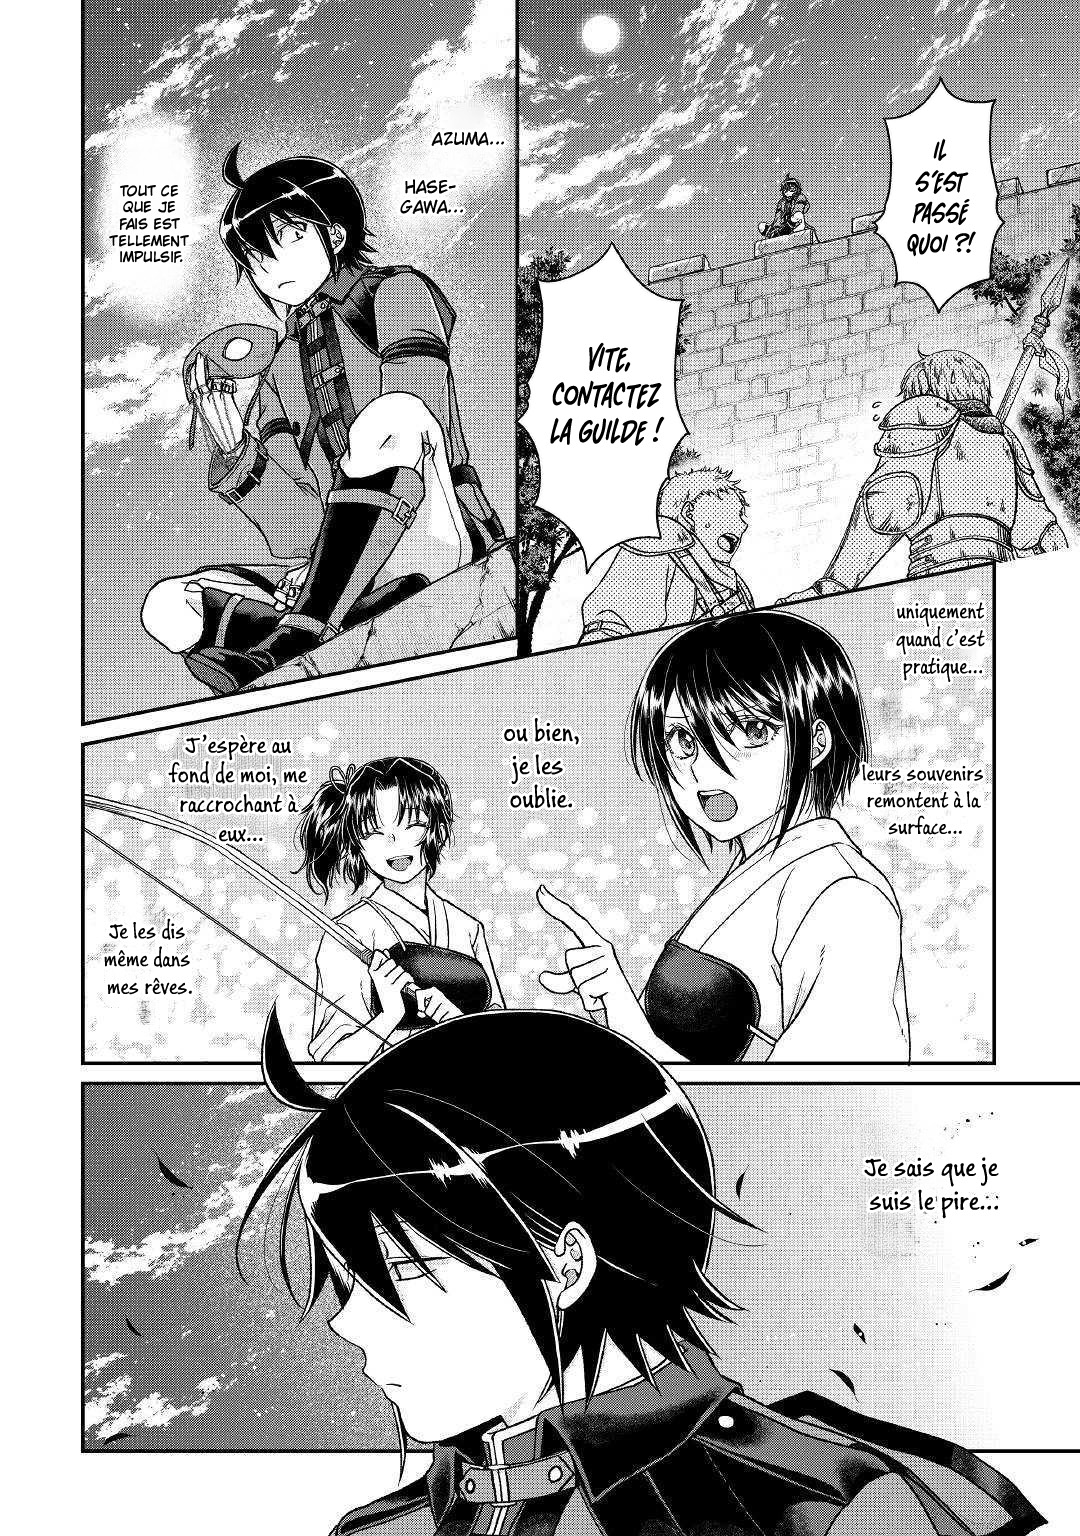 IL
S'EST
PASSÉ
QUOI ?!
VITE,
CONTACTEZ
LA GUILDE !
AZUMA...
HASE-
GAWA...
TOUT CE
QUE JE
FAIS EST
TELLEMENT
IMPULSIF.
uniquement
quand c'est
pratique...
leurs souvenirs
remontent à la
surface...
ou bien,
je les
oublie.
J'espère au
fond de moi, me
raccrochant à
eux...
Je les dis
même dans
mes rêves.
Je sais que je
suis le pire...